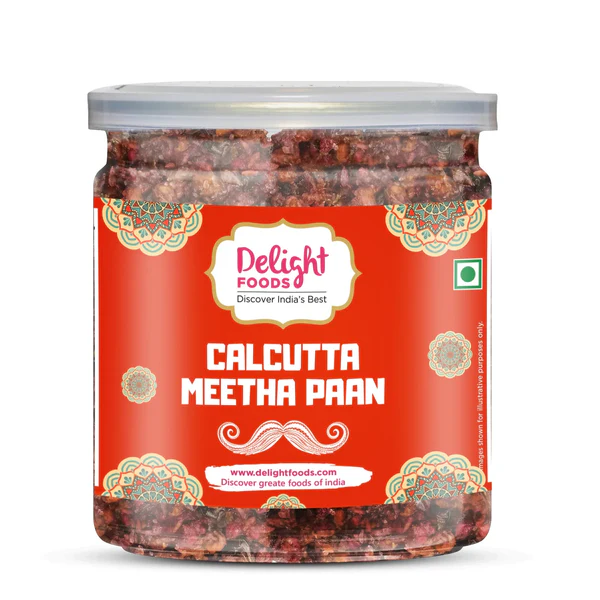 Delight
FOODS
Discover India's Best
CALCUTTA
MEETHA PAAN
www.delightfoods.com
Discover greate foods of india
mages shown for illustrative purposes only.